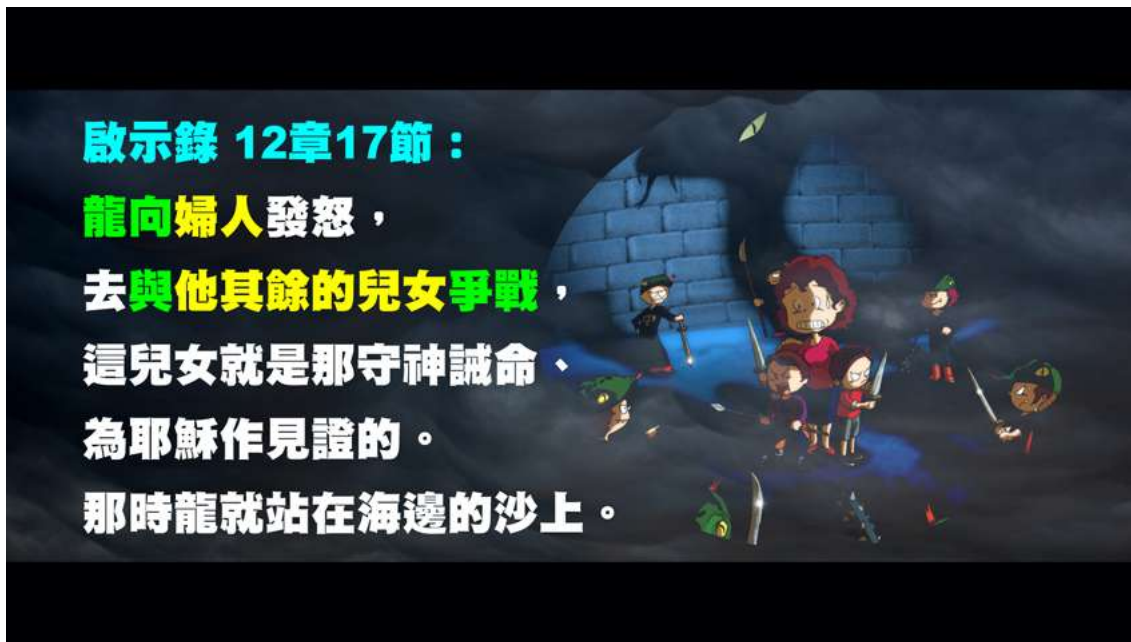 啟示錄 12章17節：
龍向婦人發怒，
去與他其餘的兒女爭戰，
這兒女就是那守神誡命、
為耶穌作見證的。
那時龍就站在海邊的沙上。